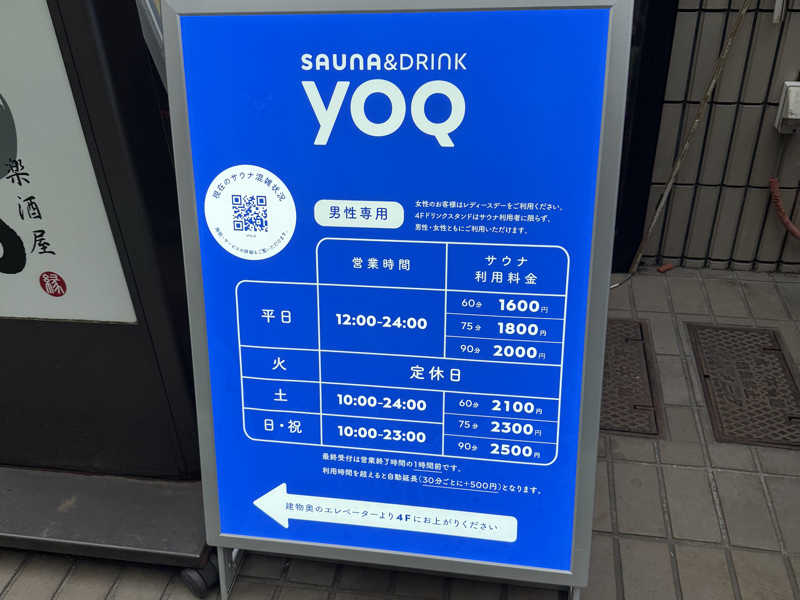 SAUNA&DRINK
YOQ
現在のサウナ混雑状況
男性専用
女性のお客様はレディースデーをご利用ください。
4Fドリンクスタンドはサウナ利用者に限らず、
男性・女性ともにご利用いただけます。
営業時間
サウナ
利用料金
平日
12:00-24:00
60分 1600円
75分 1800円
90分 2000円
火
定休日
土
10:00-24:00
日・祝
10:00-23:00
60分 2100円
75分 2300円
90分 2500円
最終受付は営業終了時間の1時間前です。
利用時間を超えると自動延長(30分ごとに+500円)となります。
建物奥のエレベーターより4Fにお上がりください
楽酒屋
縁